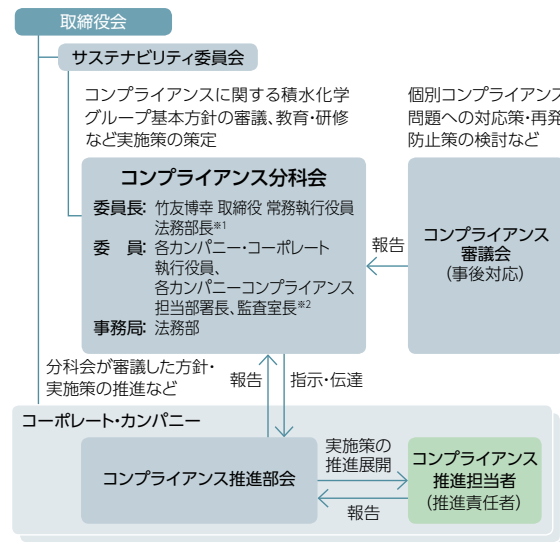 取締役会
サステナビリティ委員会
コンプライアンスに関する積水化学
グループ基本方針の審議、教育・研修
など実施策の策定
個別コンプライアンス
問題への対応策・再発
防止策の検討など
コンプライアンス分科会
委員長: 竹友博幸 取締役 常務執行役員
法務部長※1
委 員: 各カンパニー・コーポレート
執行役員、
各カンパニーコンプライアンス
担当部署長、監査室長※2
事務局: 法務部
報告
コンプライアンス
審議会
(事後対応)
分科会が審議した方針・
実施策の推進など
報告
指示・伝達
コーポレート・カンパニー
コンプライアンス推進部会
実施策の
推進展開
報告
コンプライアンス
推進担当者
(推進責任者)